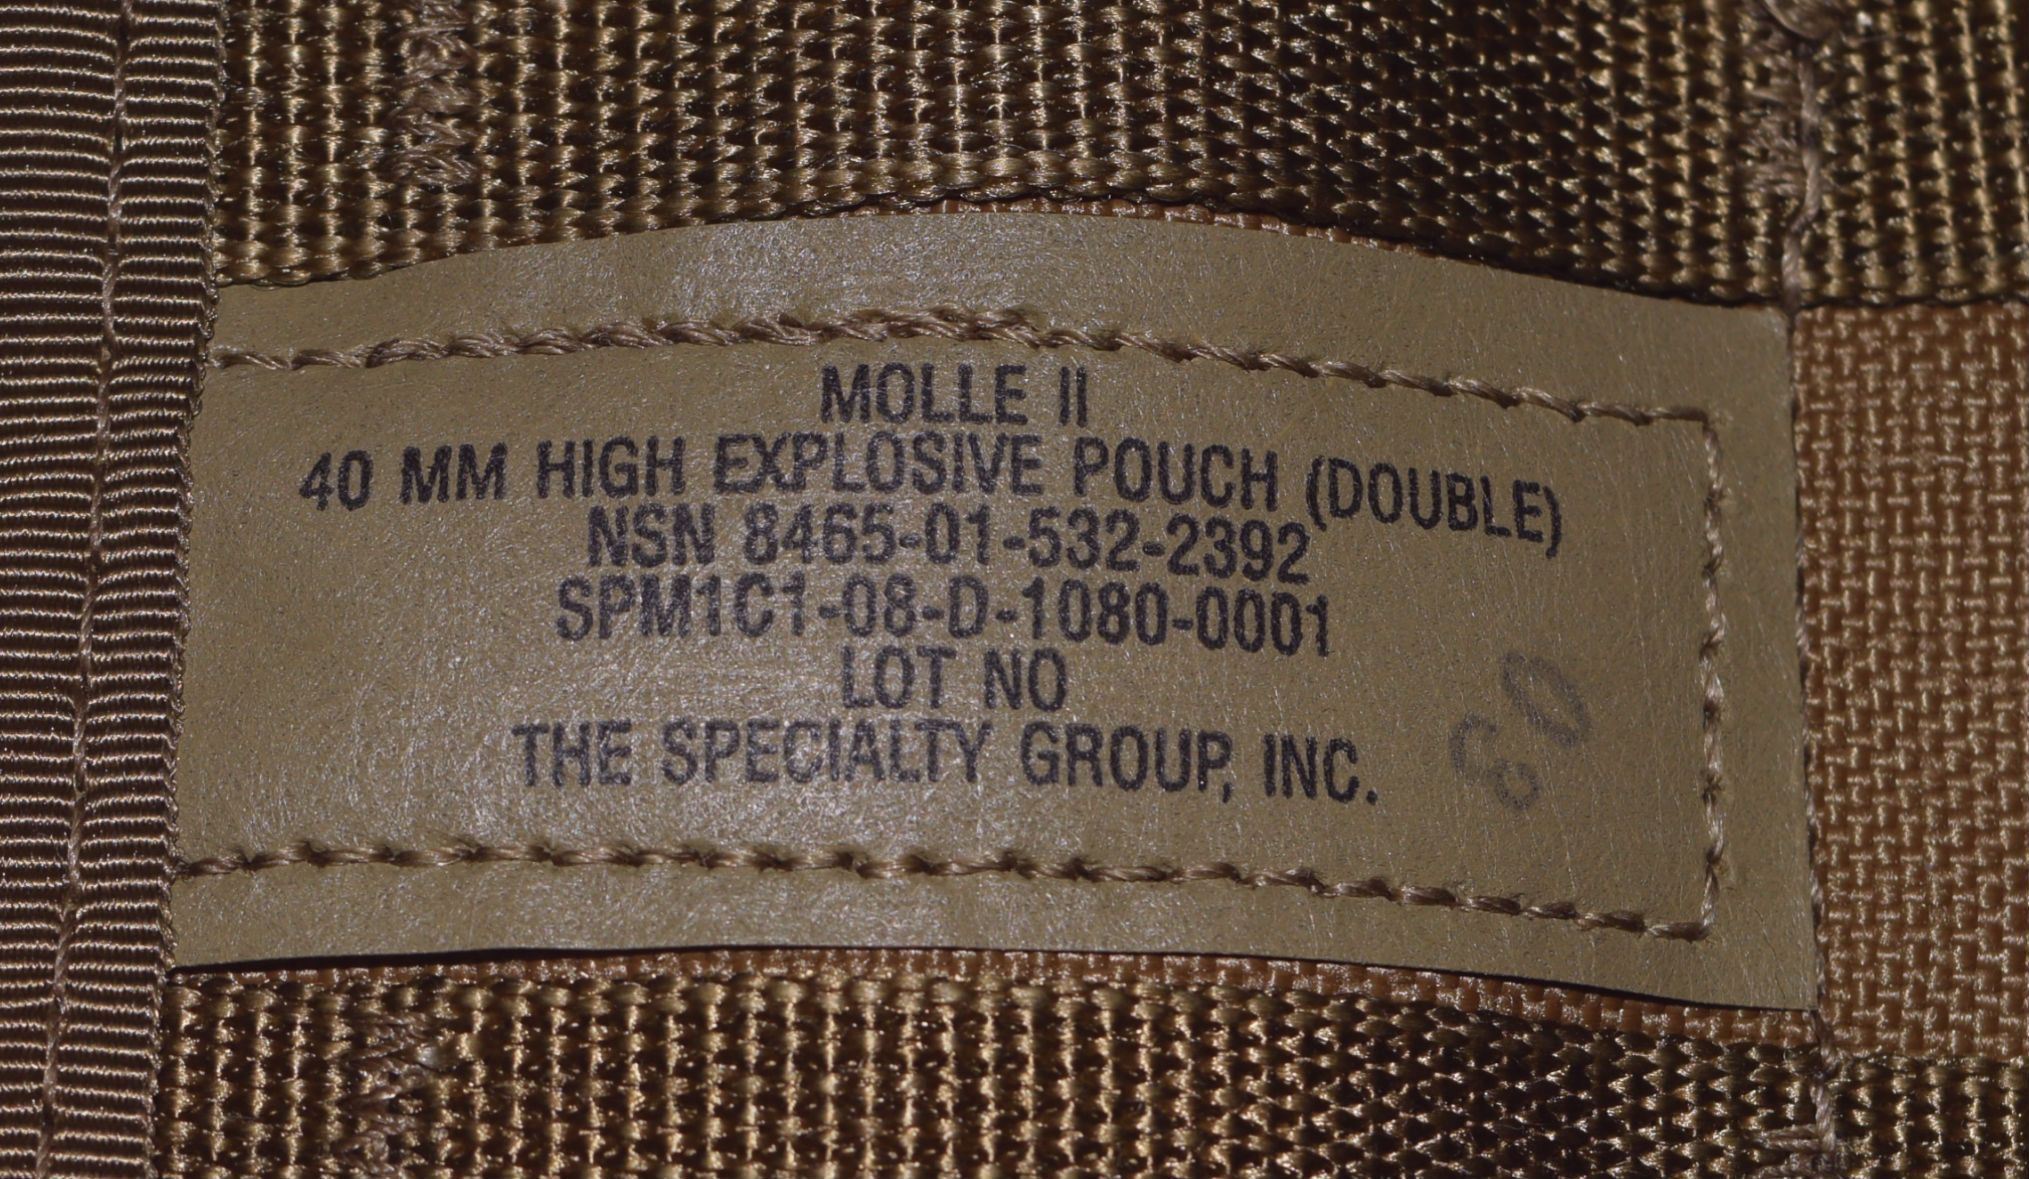 MOLLE II
40 MM HIGH EXPLOSIVE POUCH (DOUBLE)
NSN 8465-01-532-2392
SPM1C1-08-D-1080-0001
LOT NO
THE SPECIALTY GROUP, INC.
03